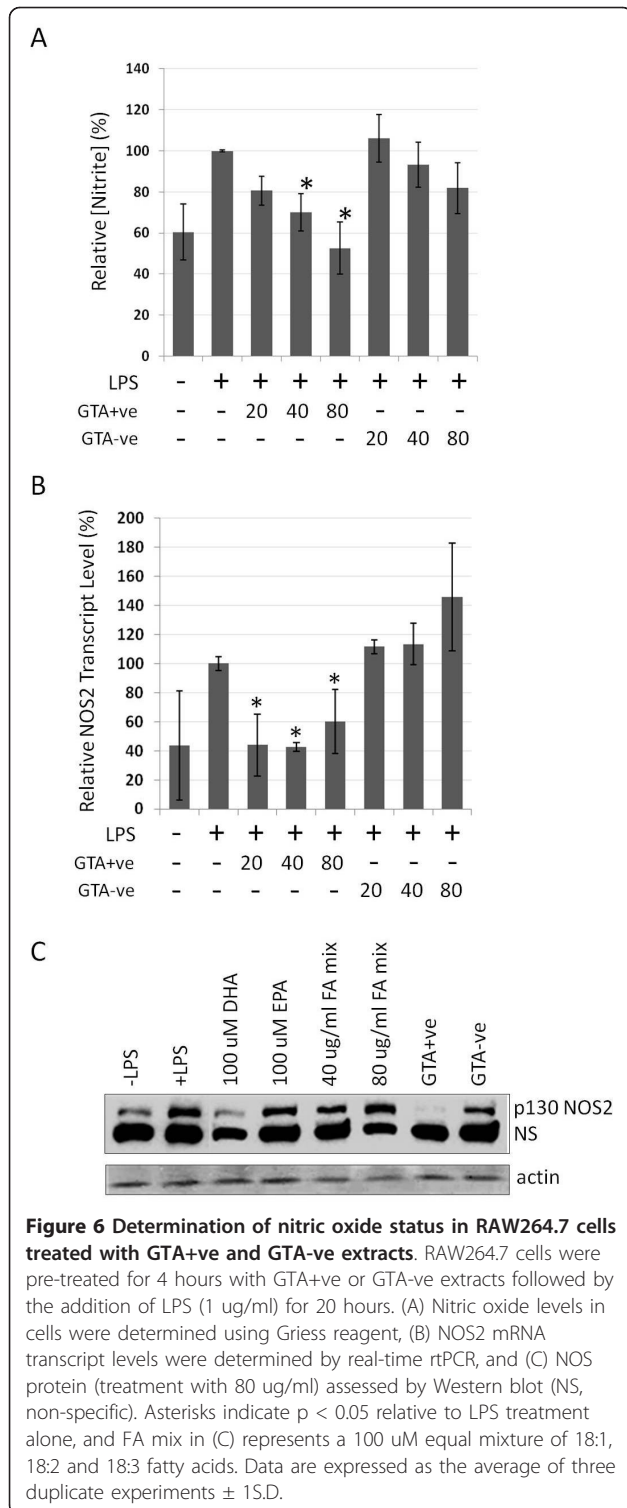 A
Relative [Nitrite] (%)
140
120
100
80
60
40
20
0
* *
LPS - + + + + + + +
GTA+ve - - 20 40 80 - - -
GTA-ve - - - - - 20 40 80
B
Relative NOS2 Transcript Level (%)
200
180
160
140
120
100
80
60
40
20
0
* * *
LPS - + + + + + + +
GTA+ve - - 20 40 80 - - -
GTA-ve - - - - - 20 40 80
C
-LPS
+LPS
100 uM DHA
100 uM EPA
40 ug/ml FA mix
80 ug/ml FA mix
GTA+ve
GTA-ve
p130 NOS2
NS
actin
Figure 6 Determination of nitric oxide status in RAW264.7 cells
treated with GTA+ve and GTA-ve extracts. RAW264.7 cells were
pre-treated for 4 hours with GTA+ve or GTA-ve extracts followed by
the addition of LPS (1 ug/ml) for 20 hours. (A) Nitric oxide levels in
cells were determined using Griess reagent, (B) NOS2 mRNA
transcript levels were determined by real-time rtPCR, and (C) NOS
protein (treatment with 80 ug/ml) assessed by Western blot (NS,
non-specific). Asterisks indicate p < 0.05 relative to LPS treatment
alone, and FA mix in (C) represents a 100 uM equal mixture of 18:1,
18:2 and 18:3 fatty acids. Data are expressed as the average of three
duplicate experiments ± 1S.D.